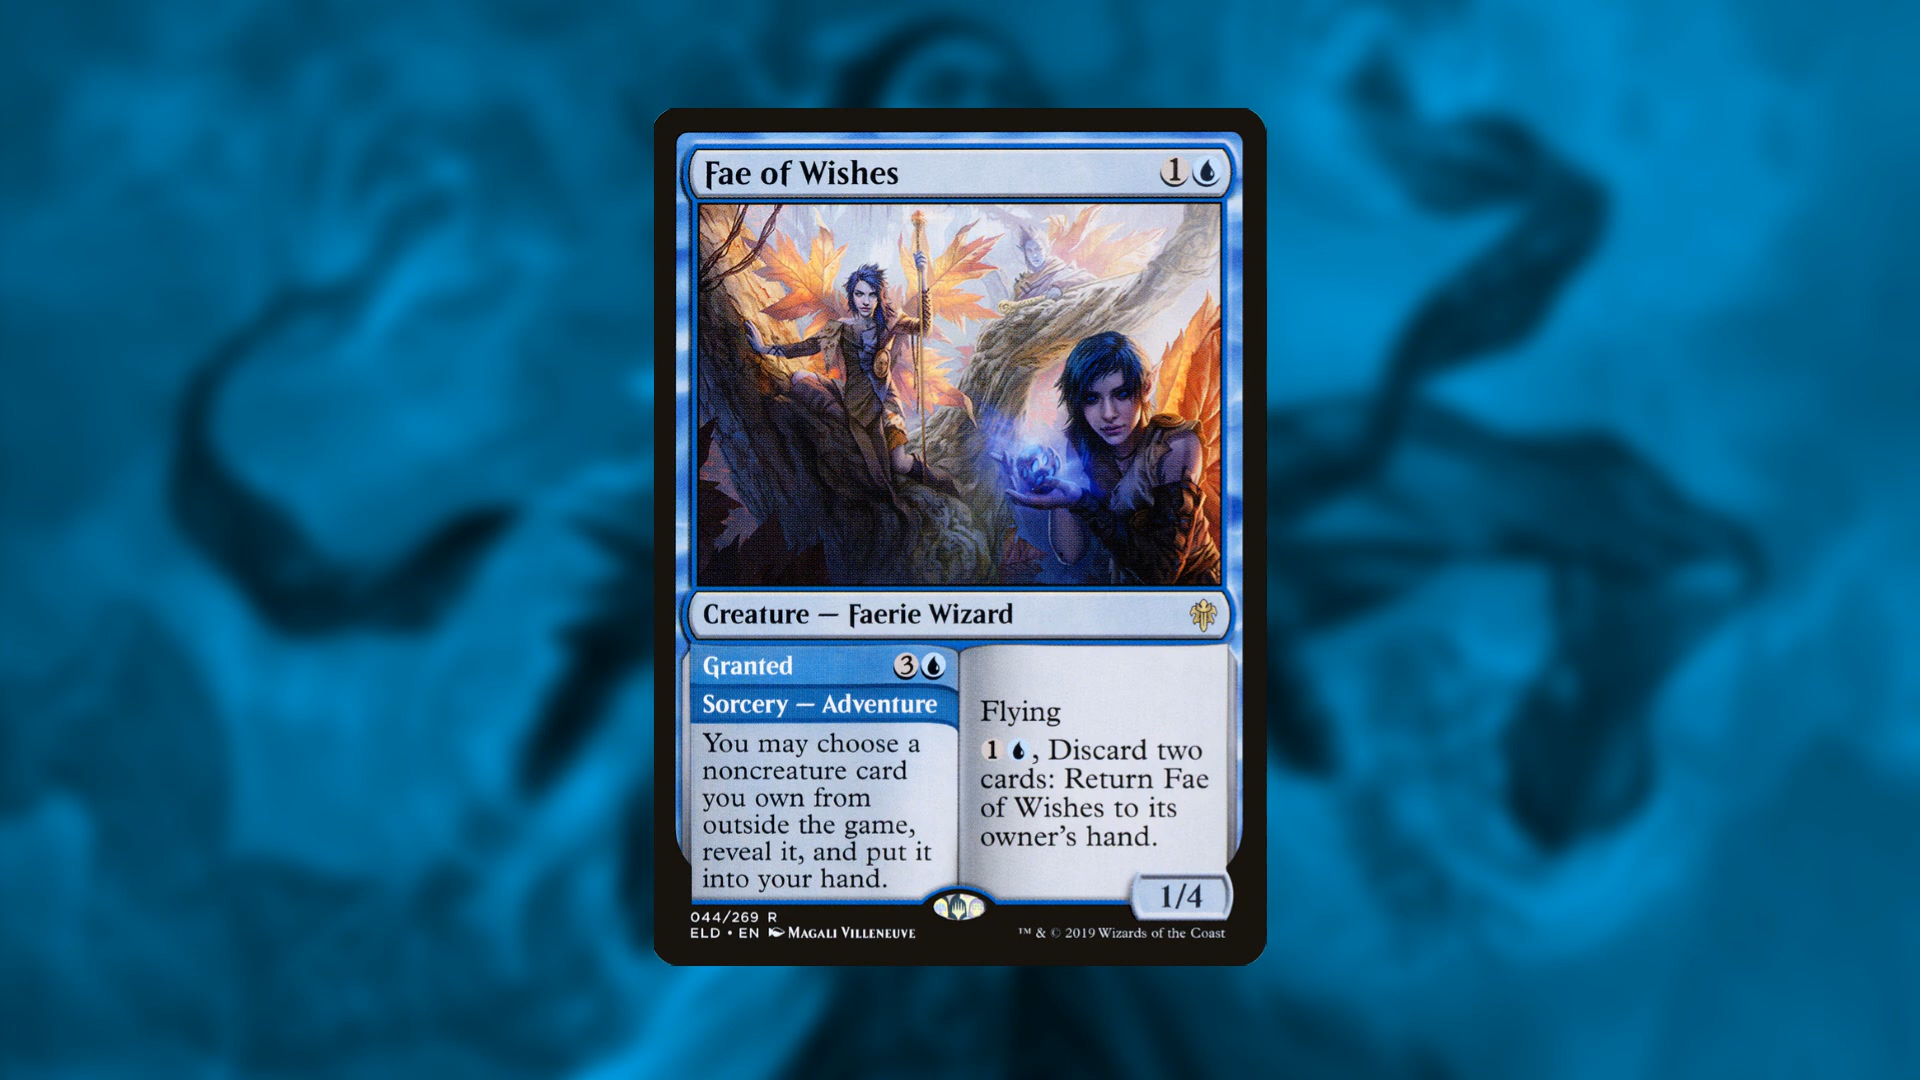 Fae of Wishes 1
Creature — Faerie Wizard
Granted 3
Sorcery — Adventure
You may choose a
noncreature card
you own from
outside the game,
reveal it, and put it
into your hand.
Flying
1 , Discard two
cards: Return Fae
of Wishes to its
owner's hand.
1/4
044/269 R
ELD • EN MAGALI VILLENEUVE
™ & © 2019 Wizards of the Coast